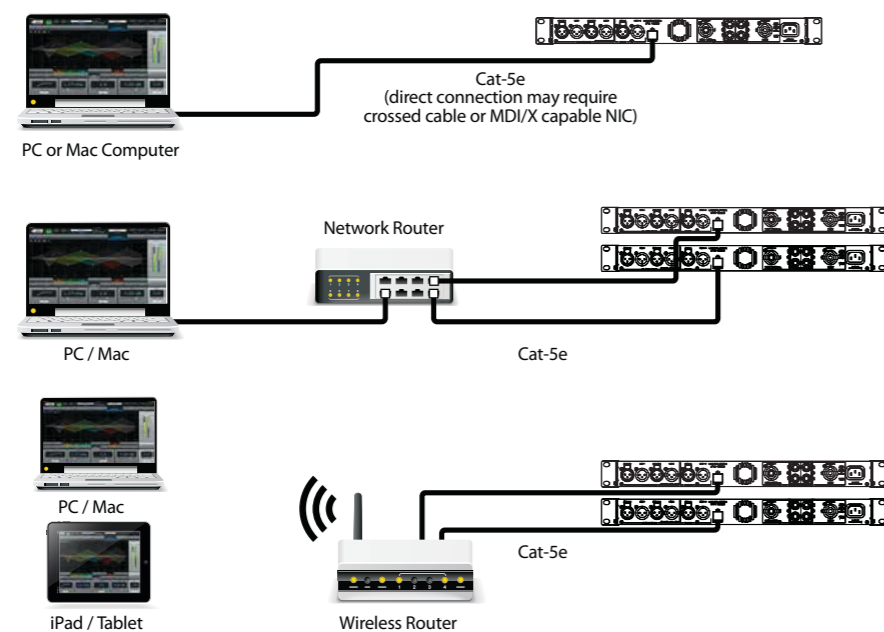 Cat-5e
(direct connection may require
crossed cable or MDI/X capable NIC)
PC or Mac Computer
Network Router
PC / Mac
Cat-5e
PC / Mac
Cat-5e
iPad / Tablet
Wireless Router